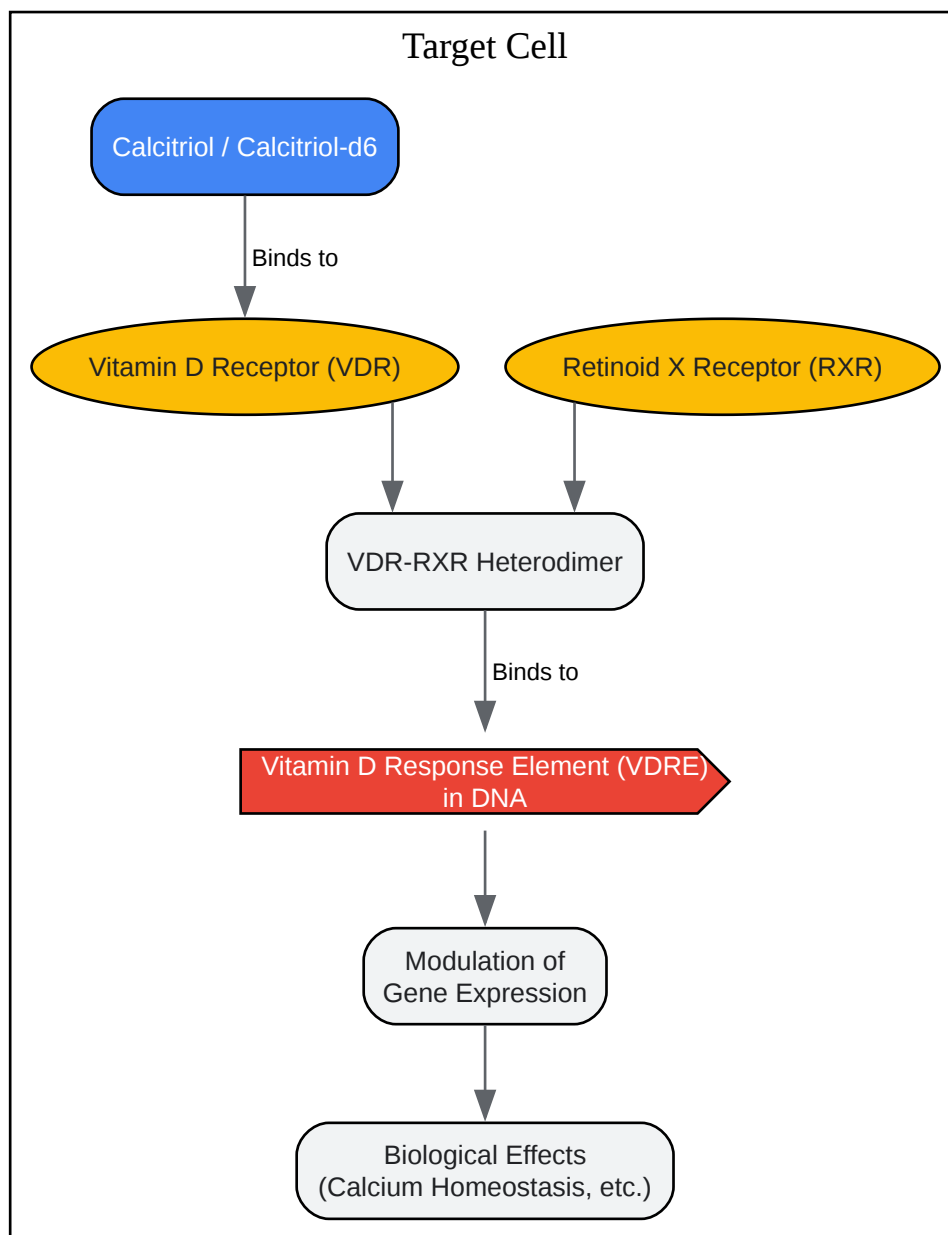 Target Cell
Calcitriol / Calcitriol-d6
Binds to
Vitamin D Receptor (VDR)
Retinoid X Receptor (RXR)
VDR-RXR Heterodimer
Binds to
Vitamin D Response Element (VDRE)
in DNA
Modulation of
Gene Expression
Biological Effects
(Calcium Homeostasis, etc.)